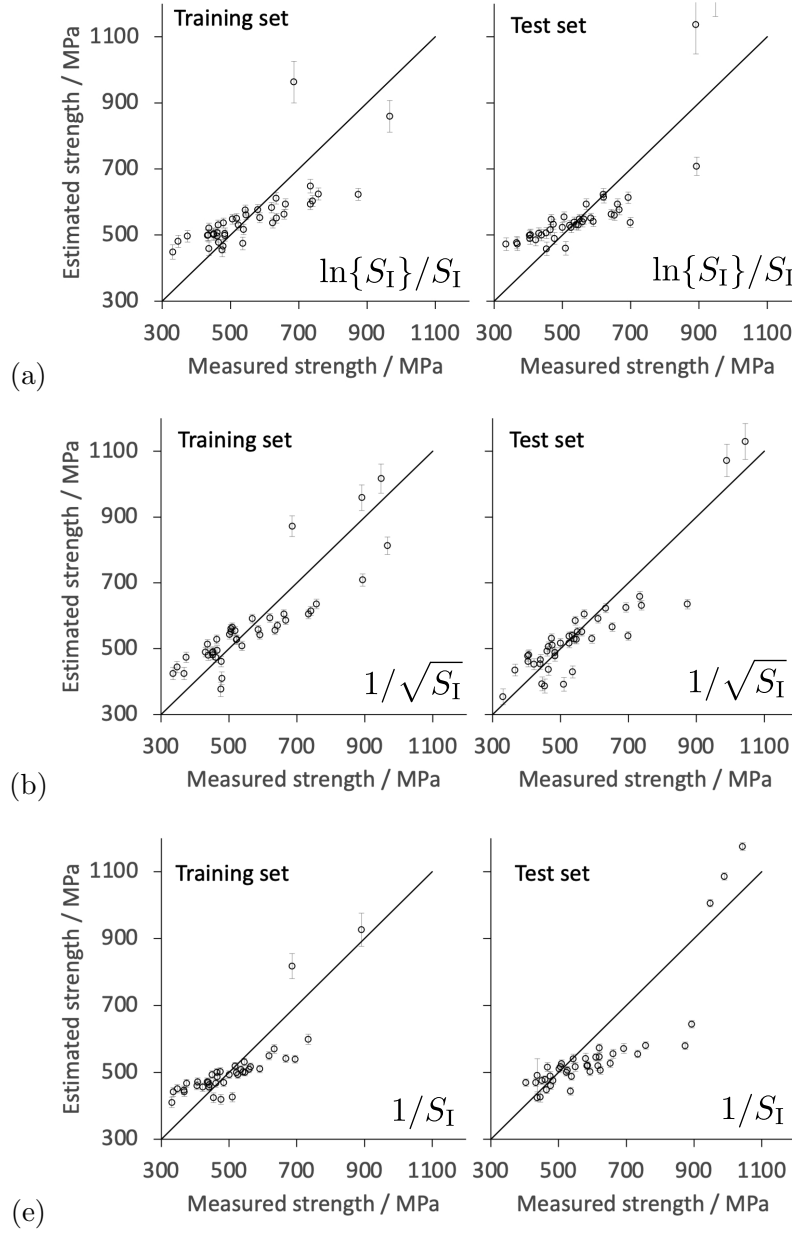 Training set
Test set
Estimated strength / MPa
1100
900
700
500
300
ln{S_I}/S_I
ln{S_I}/S_I
300 500 700 900 1100
300 500 700 900 1100
Measured strength / MPa
Measured strength / MPa
(a)
Training set
Test set
Estimated strength / MPa
1100
900
700
500
300
1/√S_I
1/√S_I
300 500 700 900 1100
300 500 700 900 1100
Measured strength / MPa
Measured strength / MPa
(b)
Training set
Test set
Estimated strength / MPa
1100
900
700
500
300
1/S_I
1/S_I
300 500 700 900 1100
300 500 700 900 1100
Measured strength / MPa
Measured strength / MPa
(e)